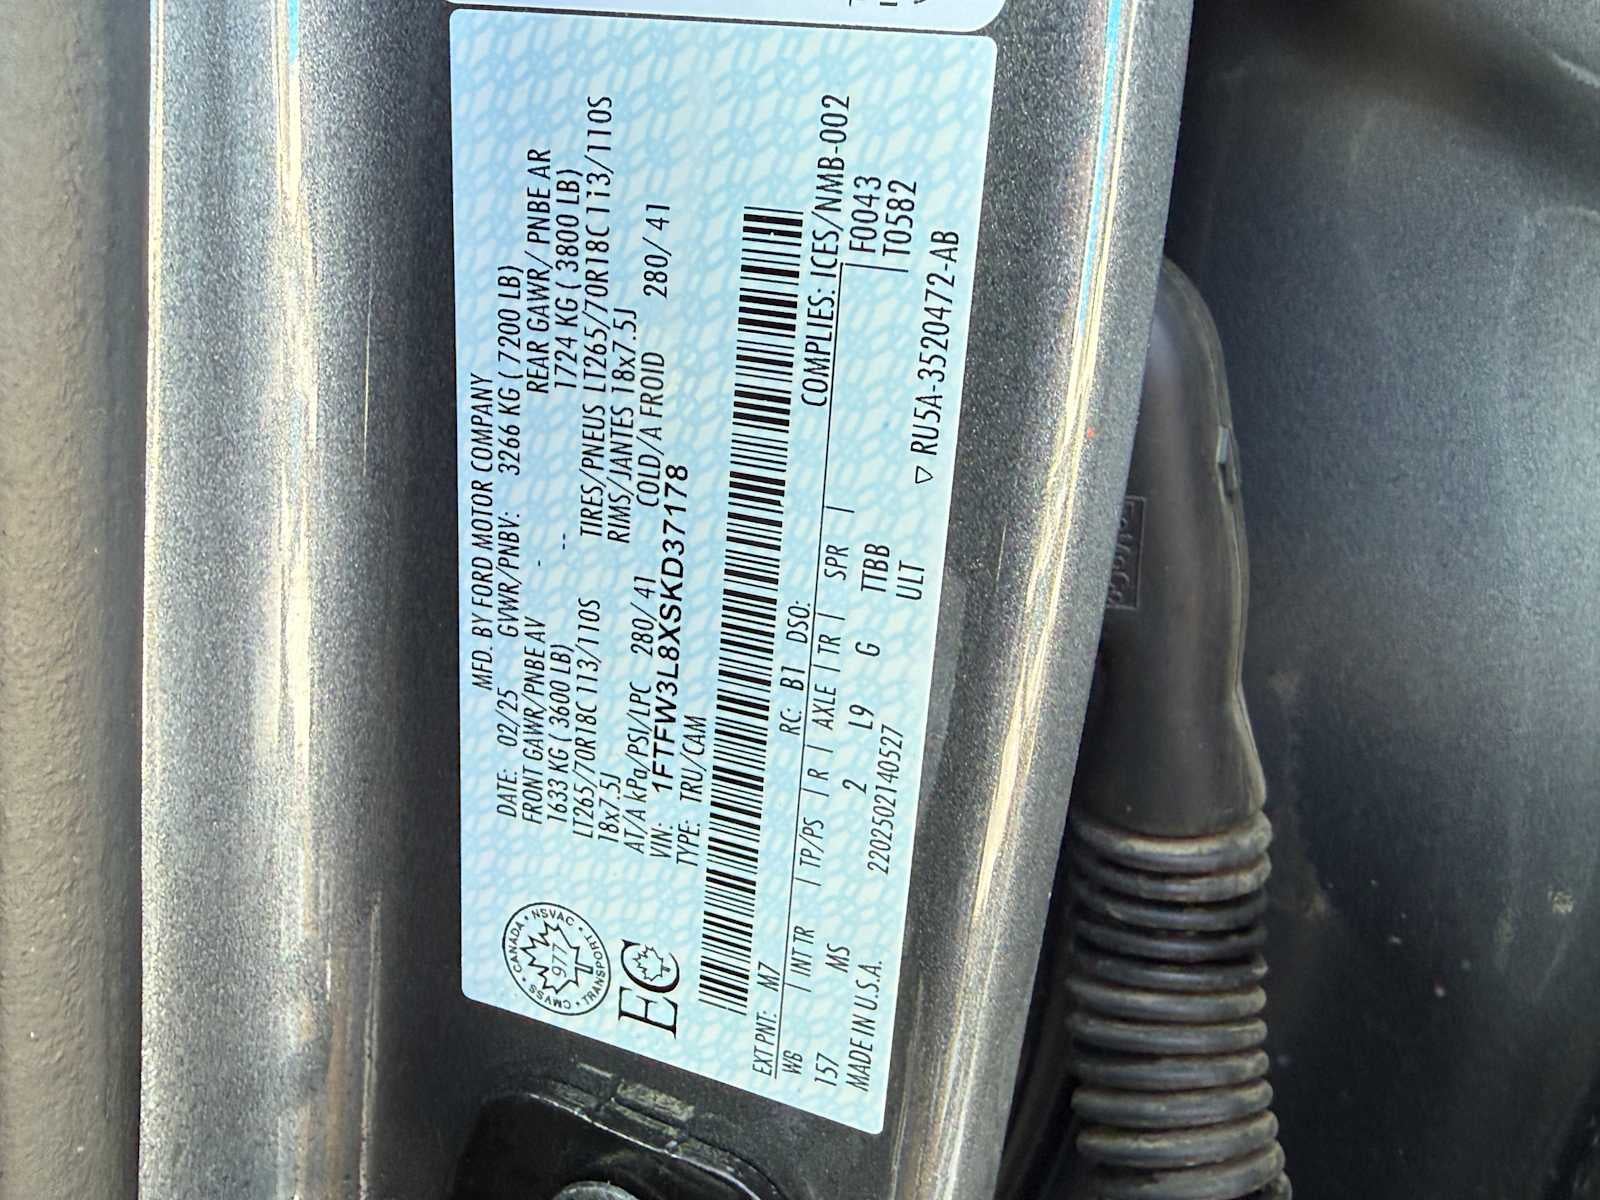 MFD. BY FORD MOTOR COMPANY
DATE: 02/25 GVWR/PNBV: 3266 KG ( 7200 LB)
FRONT GAWR/PNBE AV - -- REAR GAWR/ PNBE AR
1633 KG ( 3600 LB) 1724 KG ( 3800 LB)
LT265/70R18C 113/110S TIRES/PNEUS LT265/70R18C 113/110S
18x7.5J RIMS/JANTES 18x7.5J
AT/A kPa/PSI/LPC 280/ 41 COLD/A FROID 280/ 41
VIN: 1FTFW3L8XSKD37178
TYPE: TRU/CAM
CANADA • NSVAC • TRANSPORT • CMVSS •
977
EC
EXT PNT: M7 RC: B1 DSO: COMPLIES: ICES/NMB-002
WB | INT TR | TP/PS | R | AXLE | TR | SPR | | F0043
157 MS 2 L9 G TTBB | T0582
MADE IN U.S.A. 220250214052​7 ULT
▽ RU5A-3520472-AB